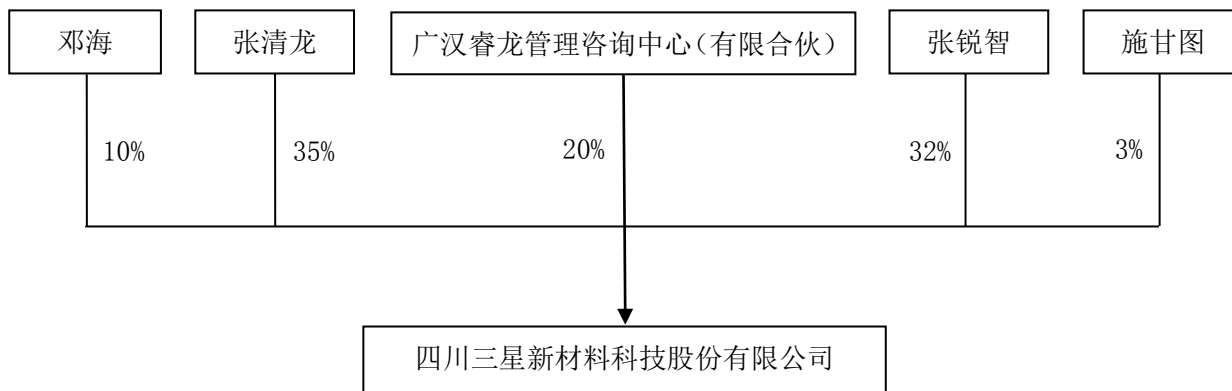 邓海
张清龙
广汉睿龙管理咨询中心（有限合伙）
张锐智
施甘图
10%
35%
20%
32%
3%
四川三星新材料科技股份有限公司